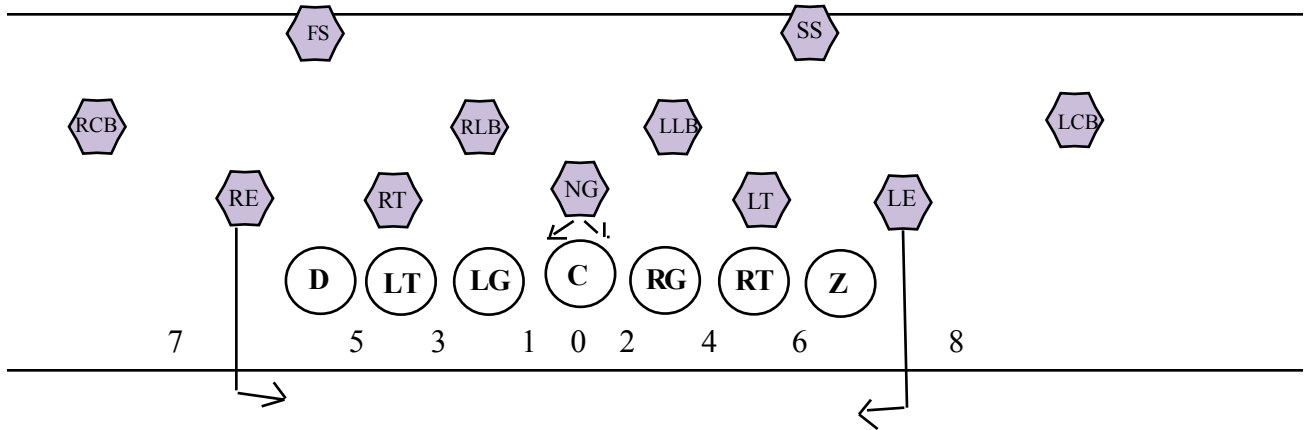 FS SS
RCB RLB LLB LCB
RE RT NG LT LE
D LT LG C RG RT Z
7 5 3 1 0 2 4 6 8